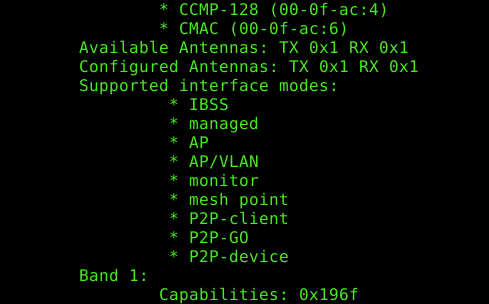 * CCMP-128 (00-0f-ac:4)
* CMAC (00-0f-ac:6)
Available Antennas: TX 0x1 RX 0x1
Configured Antennas: TX 0x1 RX 0x1
Supported interface modes:
* IBSS
* managed
* AP
* AP/VLAN
* monitor
* mesh point
* P2P-client
* P2P-GO
* P2P-device
Band 1:
Capabilities: 0x196f